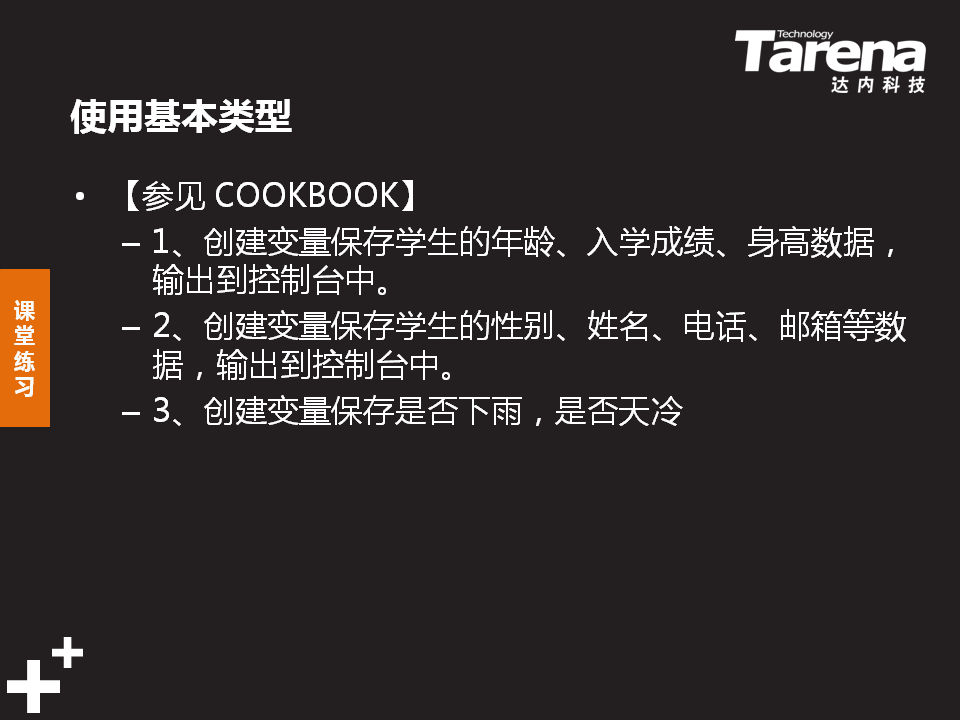 Technology
Tarena
达内科技
使用基本类型
• 【参见 COOKBOOK】
– 1、创建变量保存学生的年龄、入学成绩、身高数据，
输出到控制台中。
– 2、创建变量保存学生的性别、姓名、电话、邮箱等数
据，输出到控制台中。
– 3、创建变量保存是否下雨，是否天冷
课
堂
练
习